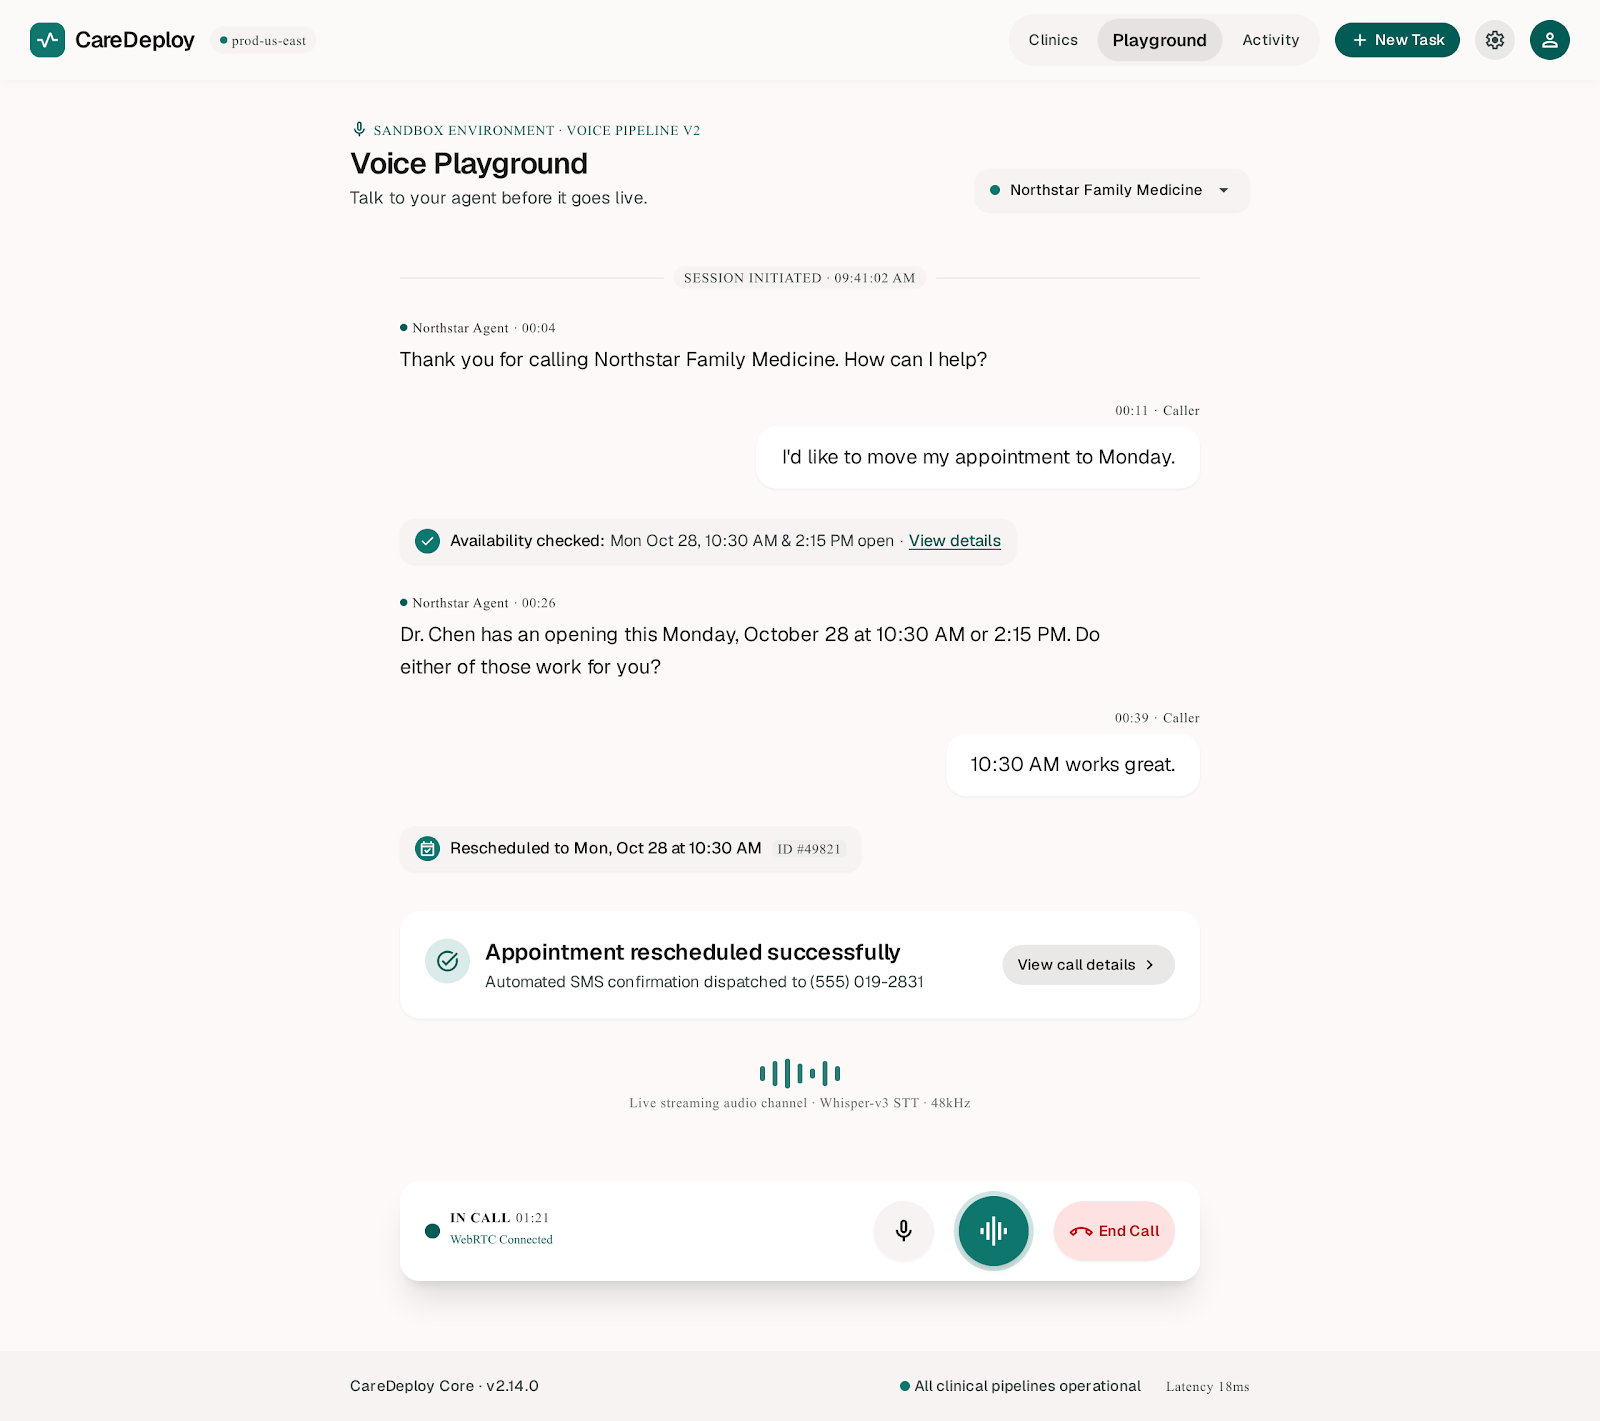 CareDeploy
prod-us-east
Clinics
Playground
Activity
New Task
SANDBOX ENVIRONMENT · VOICE PIPELINE V2
Voice Playground
Talk to your agent before it goes live.
Northstar Family Medicine
SESSION INITIATED · 09:41:02 AM
Northstar Agent · 00:04
Thank you for calling Northstar Family Medicine. How can I help?
00:11 · Caller
I'd like to move my appointment to Monday.
Availability checked: Mon Oct 28, 10:30 AM & 2:15 PM open · View details
Northstar Agent · 00:26
Dr. Chen has an opening this Monday, October 28 at 10:30 AM or 2:15 PM. Do
either of those work for you?
00:39 · Caller
10:30 AM works great.
Rescheduled to Mon, Oct 28 at 10:30 AM ID #49821
Appointment rescheduled successfully
Automated SMS confirmation dispatched to (555) 019-2831
View call details
Live streaming audio channel · Whisper-v3 STT · 48kHz
IN CALL 01:21
WebRTC Connected
End Call
CareDeploy Core · v2.14.0
All clinical pipelines operational
Latency 18ms